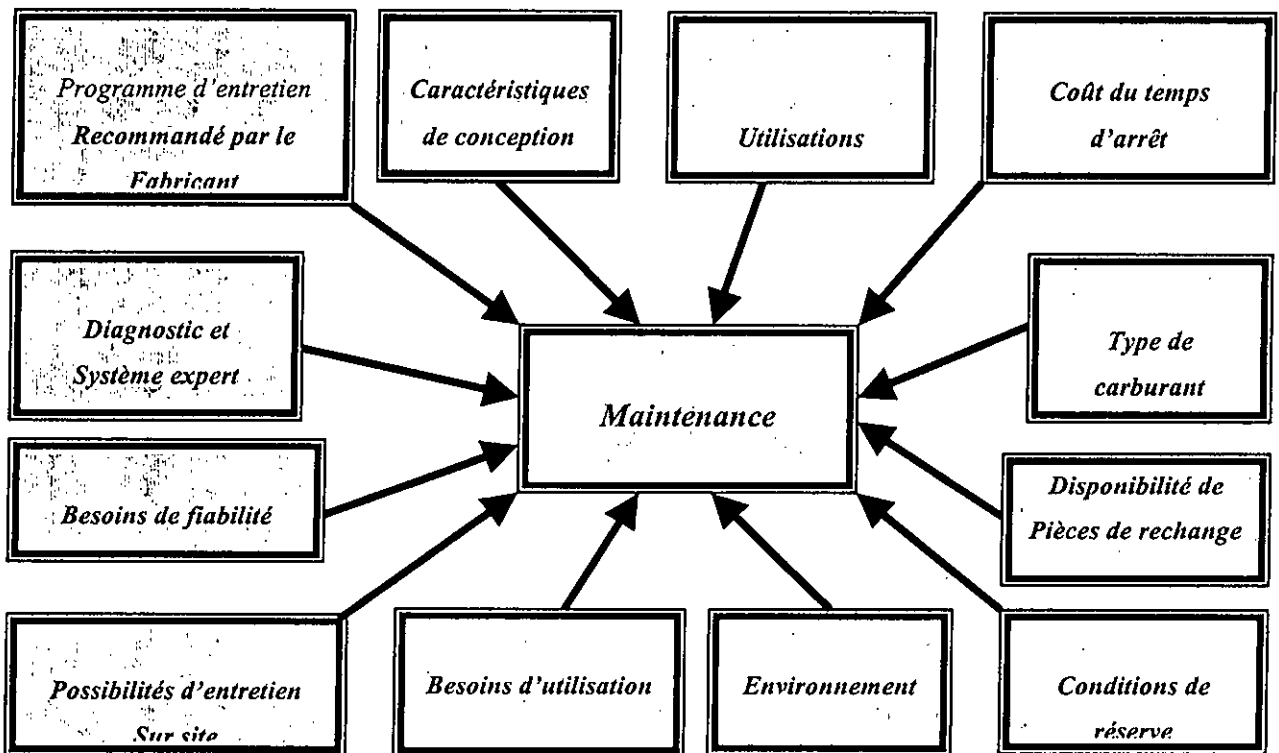 Programme d'entretien
Recommandé par le
Fabricant
Caractéristiques
de conception
Utilisations
Coût du temps
d'arrêt
Diagnostic et
Système expert
Maintenance
Type de
carburant
Besoins de fiabilité
Disponibilité de
Pièces de rechange
Possibilités d'entretien
Sur site
Besoins d'utilisation
Environnement
Conditions de
réserve